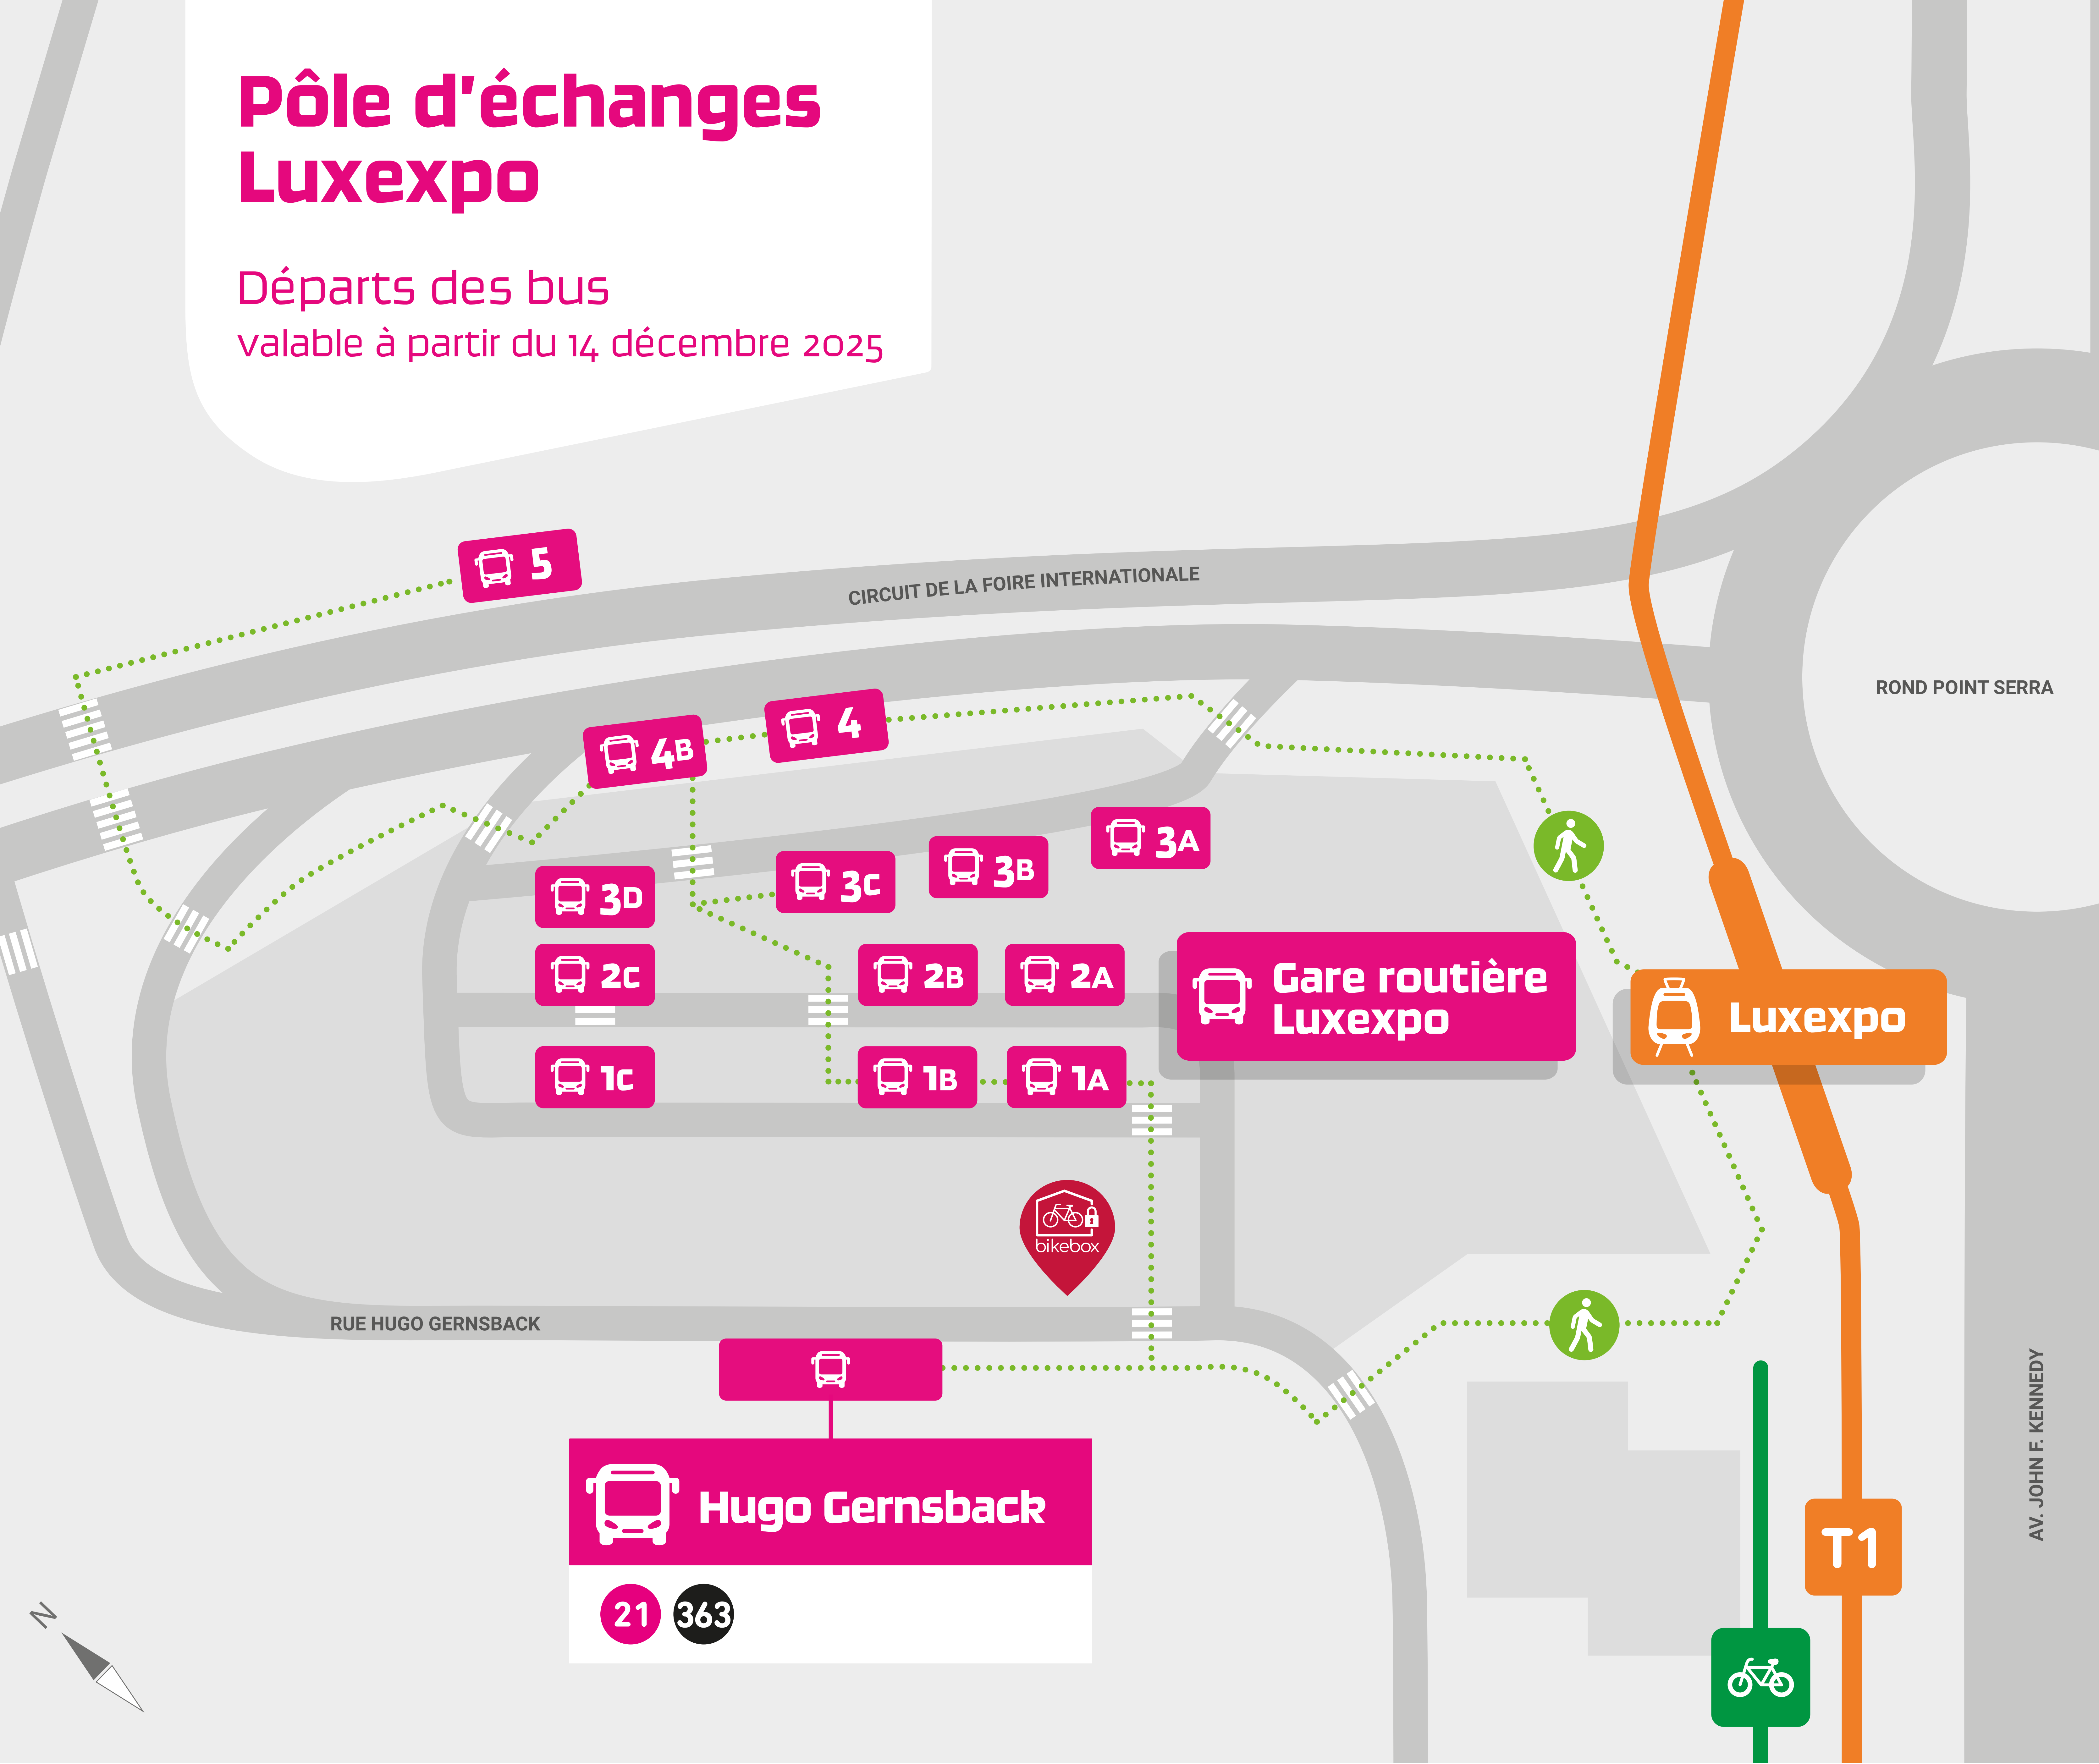 Pôle d'échanges
Luxexpo
Départs des bus
valable à partir du 14 décembre 2025
5
CIRCUIT DE LA FOIRE INTERNATIONALE
ROND POINT SERRA
4
4B
3A
3B
3C
3D
2C
2B
2A
Gare routière
Luxexpo
Luxexpo
1C
1B
1A
bikebox
RUE HUGO GERNSBACK
Hugo Gernsback
21
363
T1
AV. JOHN F. KENNEDY
N